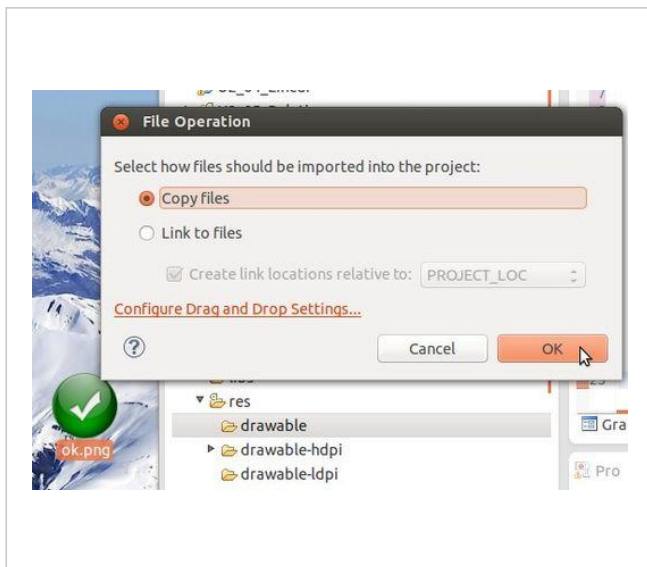 File Operation
Select how files should be imported into the project:
Copy files
Link to files
Create link locations relative to: PROJECT_LOC
Configure Drag and Drop Settings...
Cancel OK
res
drawable
drawable-hdpi
drawable-ldpi
ok.png
Gra
Pro